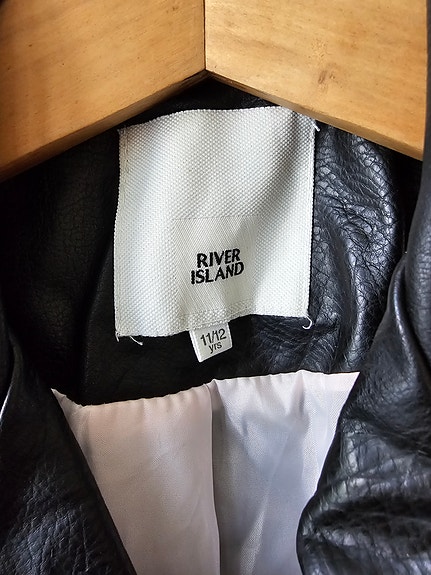 RIVER
ISLAND
11/12
yrs